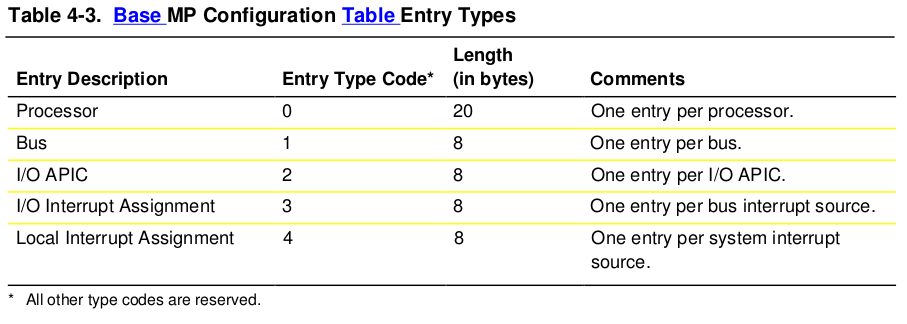 Table 4-3. Base MP Configuration Table Entry Types
Entry Description Entry Type Code* Length (in bytes) Comments
Processor 0 20 One entry per processor.
Bus 1 8 One entry per bus.
I/O APIC 2 8 One entry per I/O APIC.
I/O Interrupt Assignment 3 8 One entry per bus interrupt source.
Local Interrupt Assignment 4 8 One entry per system interrupt
source.
* All other type codes are reserved.